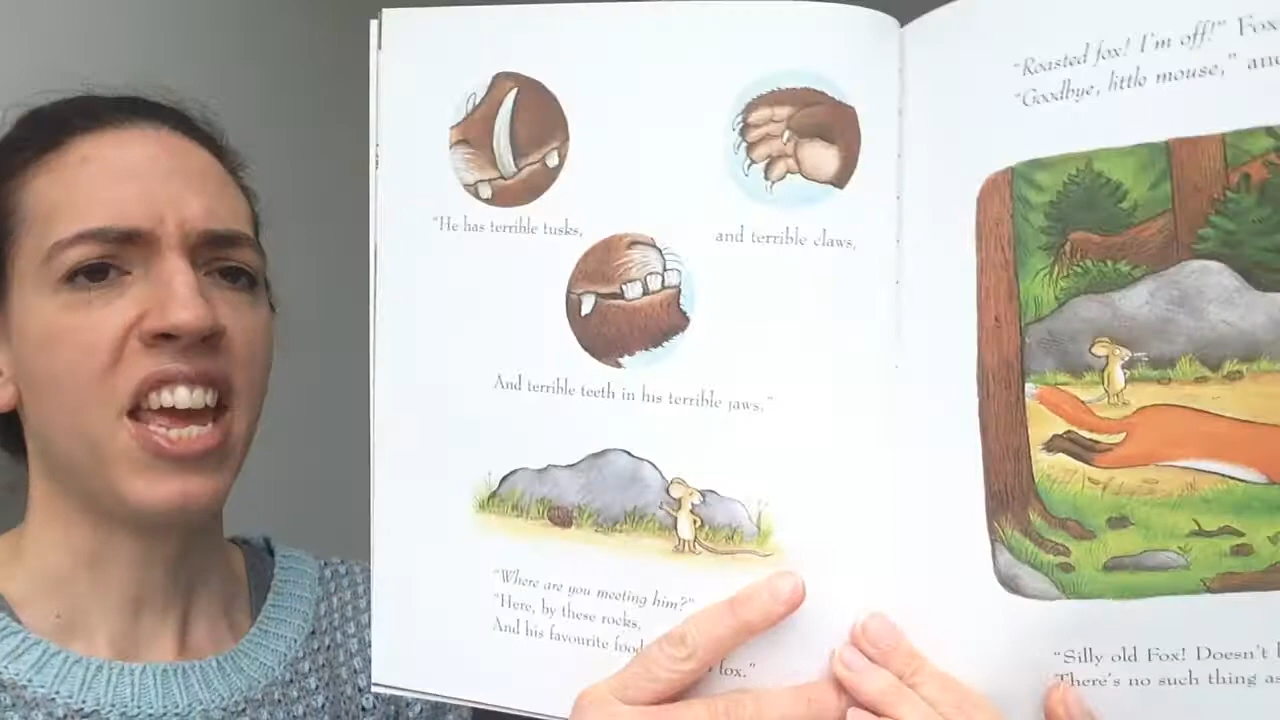 "He has terrible tusks,
and terrible claws,
And terrible teeth in his terrible jaws."
"Where are you meeting him?"
"Here, by these rocks,
And his favourite food fox."
"Roasted fox! I'm off!" Fox
"Goodbye, little mouse," and
"Silly old Fox! Doesn't
There's no such thing as